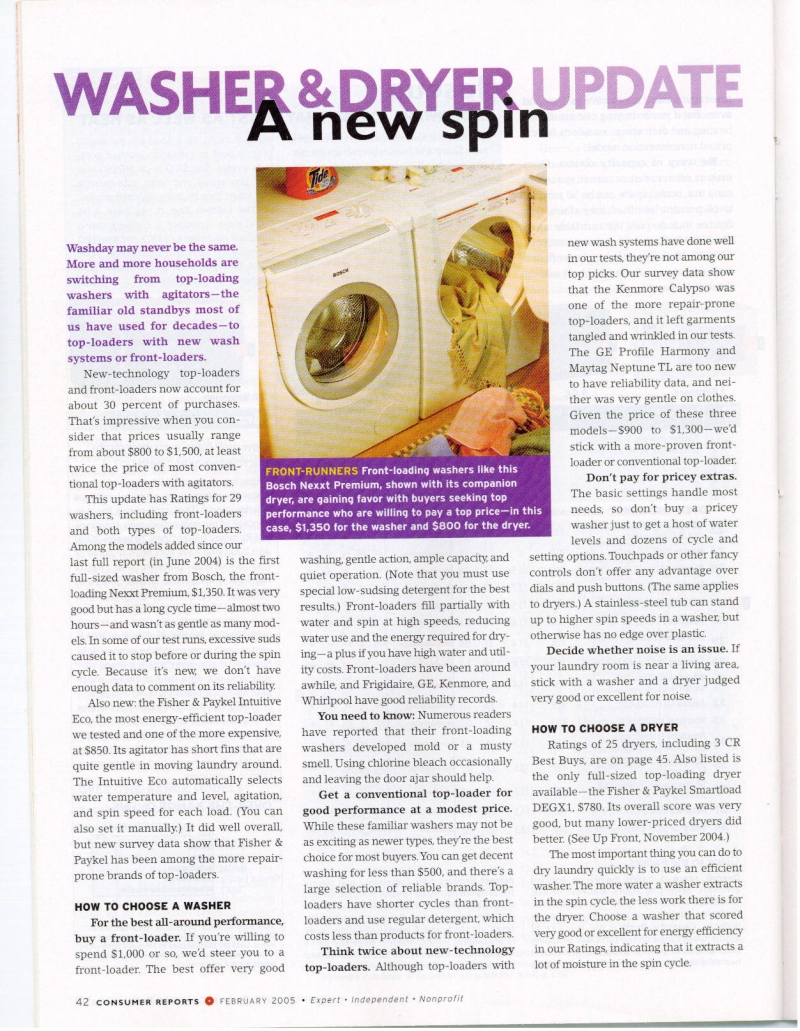 WASHER & DRYER UPDATE
A new spin
Tide
BOSCH
Washday may never be the same.
More and more households are
switching from top-loading
washers with agitators—the
familiar old standbys most of
us have used for decades—to
top-loaders with new wash
systems or front-loaders.
New-technology top-loaders
and front-loaders now account for
about 30 percent of purchases.
That's impressive when you con-
sider that prices usually range
from about $800 to $1,500, at least
twice the price of most conven-
tional top-loaders with agitators.
This update has Ratings for 29
washers, including front-loaders
and both types of top-loaders.
Among the models added since our
last full report (in June 2004) is the first
full-sized washer from Bosch, the front-
loading Nexxt Premium, $1,350. It was very
good but has a long cycle time—almost two
hours—and wasn't as gentle as many mod-
els. In some of our test runs, excessive suds
caused it to stop before or during the spin
cycle. Because it's new, we don't have
enough data to comment on its reliability.
Also new: the Fisher & Paykel Intuitive
Eco, the most energy-efficient top-loader
we tested and one of the more expensive,
at $850. Its agitator has short fins that are
quite gentle in moving laundry around.
The Intuitive Eco automatically selects
water temperature and level, agitation,
and spin speed for each load. (You can
also set it manually.) It did well overall,
but new survey data show that Fisher &
Paykel has been among the more repair-
prone brands of top-loaders.
HOW TO CHOOSE A WASHER
For the best all-around performance,
buy a front-loader. If you're willing to
spend $1,000 or so, we'd steer you to a
front-loader. The best offer very good
FRONT-RUNNERS Front-loading washers like this
Bosch Nexxt Premium, shown with its companion
dryer, are gaining favor with buyers seeking top
performance who are willing to pay a top price—in this
case, $1,350 for the washer and $800 for the dryer.
washing, gentle action, ample capacity, and
quiet operation. (Note that you must use
special low-sudsing detergent for the best
results.) Front-loaders fill partially with
water and spin at high speeds, reducing
water use and the energy required for dry-
ing—a plus if you have high water and util-
ity costs. Front-loaders have been around
awhile, and Frigidaire, GE, Kenmore, and
Whirlpool have good reliability records.
You need to know: Numerous readers
have reported that their front-loading
washers developed mold or a musty
smell. Using chlorine bleach occasionally
and leaving the door ajar should help.
Get a conventional top-loader for
good performance at a modest price.
While these familiar washers may not be
as exciting as newer types, they're the best
choice for most buyers. You can get decent
washing for less than $500, and there's a
large selection of reliable brands. Top-
loaders have shorter cycles than front-
loaders and use regular detergent, which
costs less than products for front-loaders.
Think twice about new-technology
top-loaders. Although top-loaders with
new wash systems have done well
in our tests, they're not among our
top picks. Our survey data show
that the Kenmore Calypso was
one of the more repair-prone
top-loaders, and it left garments
tangled and wrinkled in our tests.
The GE Profile Harmony and
Maytag Neptune TL are too new
to have reliability data, and nei-
ther was very gentle on clothes.
Given the price of these three
models—$900 to $1,300—we'd
stick with a more-proven front-
loader or conventional top-loader.
Don't pay for pricey extras.
The basic settings handle most
needs, so don't buy a pricey
washer just to get a host of water
levels and dozens of cycle and
setting options. Touchpads or other fancy
controls don't offer any advantage over
dials and push buttons. (The same applies
to dryers.) A stainless-steel tub can stand
up to higher spin speeds in a washer, but
otherwise has no edge over plastic.
Decide whether noise is an issue. If
your laundry room is near a living area,
stick with a washer and a dryer judged
very good or excellent for noise.
HOW TO CHOOSE A DRYER
Ratings of 25 dryers, including 3 CR
Best Buys, are on page 45. Also listed is
the only full-sized top-loading dryer
available—the Fisher & Paykel Smartload
DEGX1, $780. Its overall score was very
good, but many lower-priced dryers did
better. (See Up Front, November 2004.)
The most important thing you can do to
dry laundry quickly is to use an efficient
washer. The more water a washer extracts
in the spin cycle, the less work there is for
the dryer. Choose a washer that scored
very good or excellent for energy efficiency
in our Ratings, indicating that it extracts a
lot of moisture in the spin cycle.
42 CONSUMER REPORTS FEBRUARY 2005 • Expert • Independent • Nonprofit